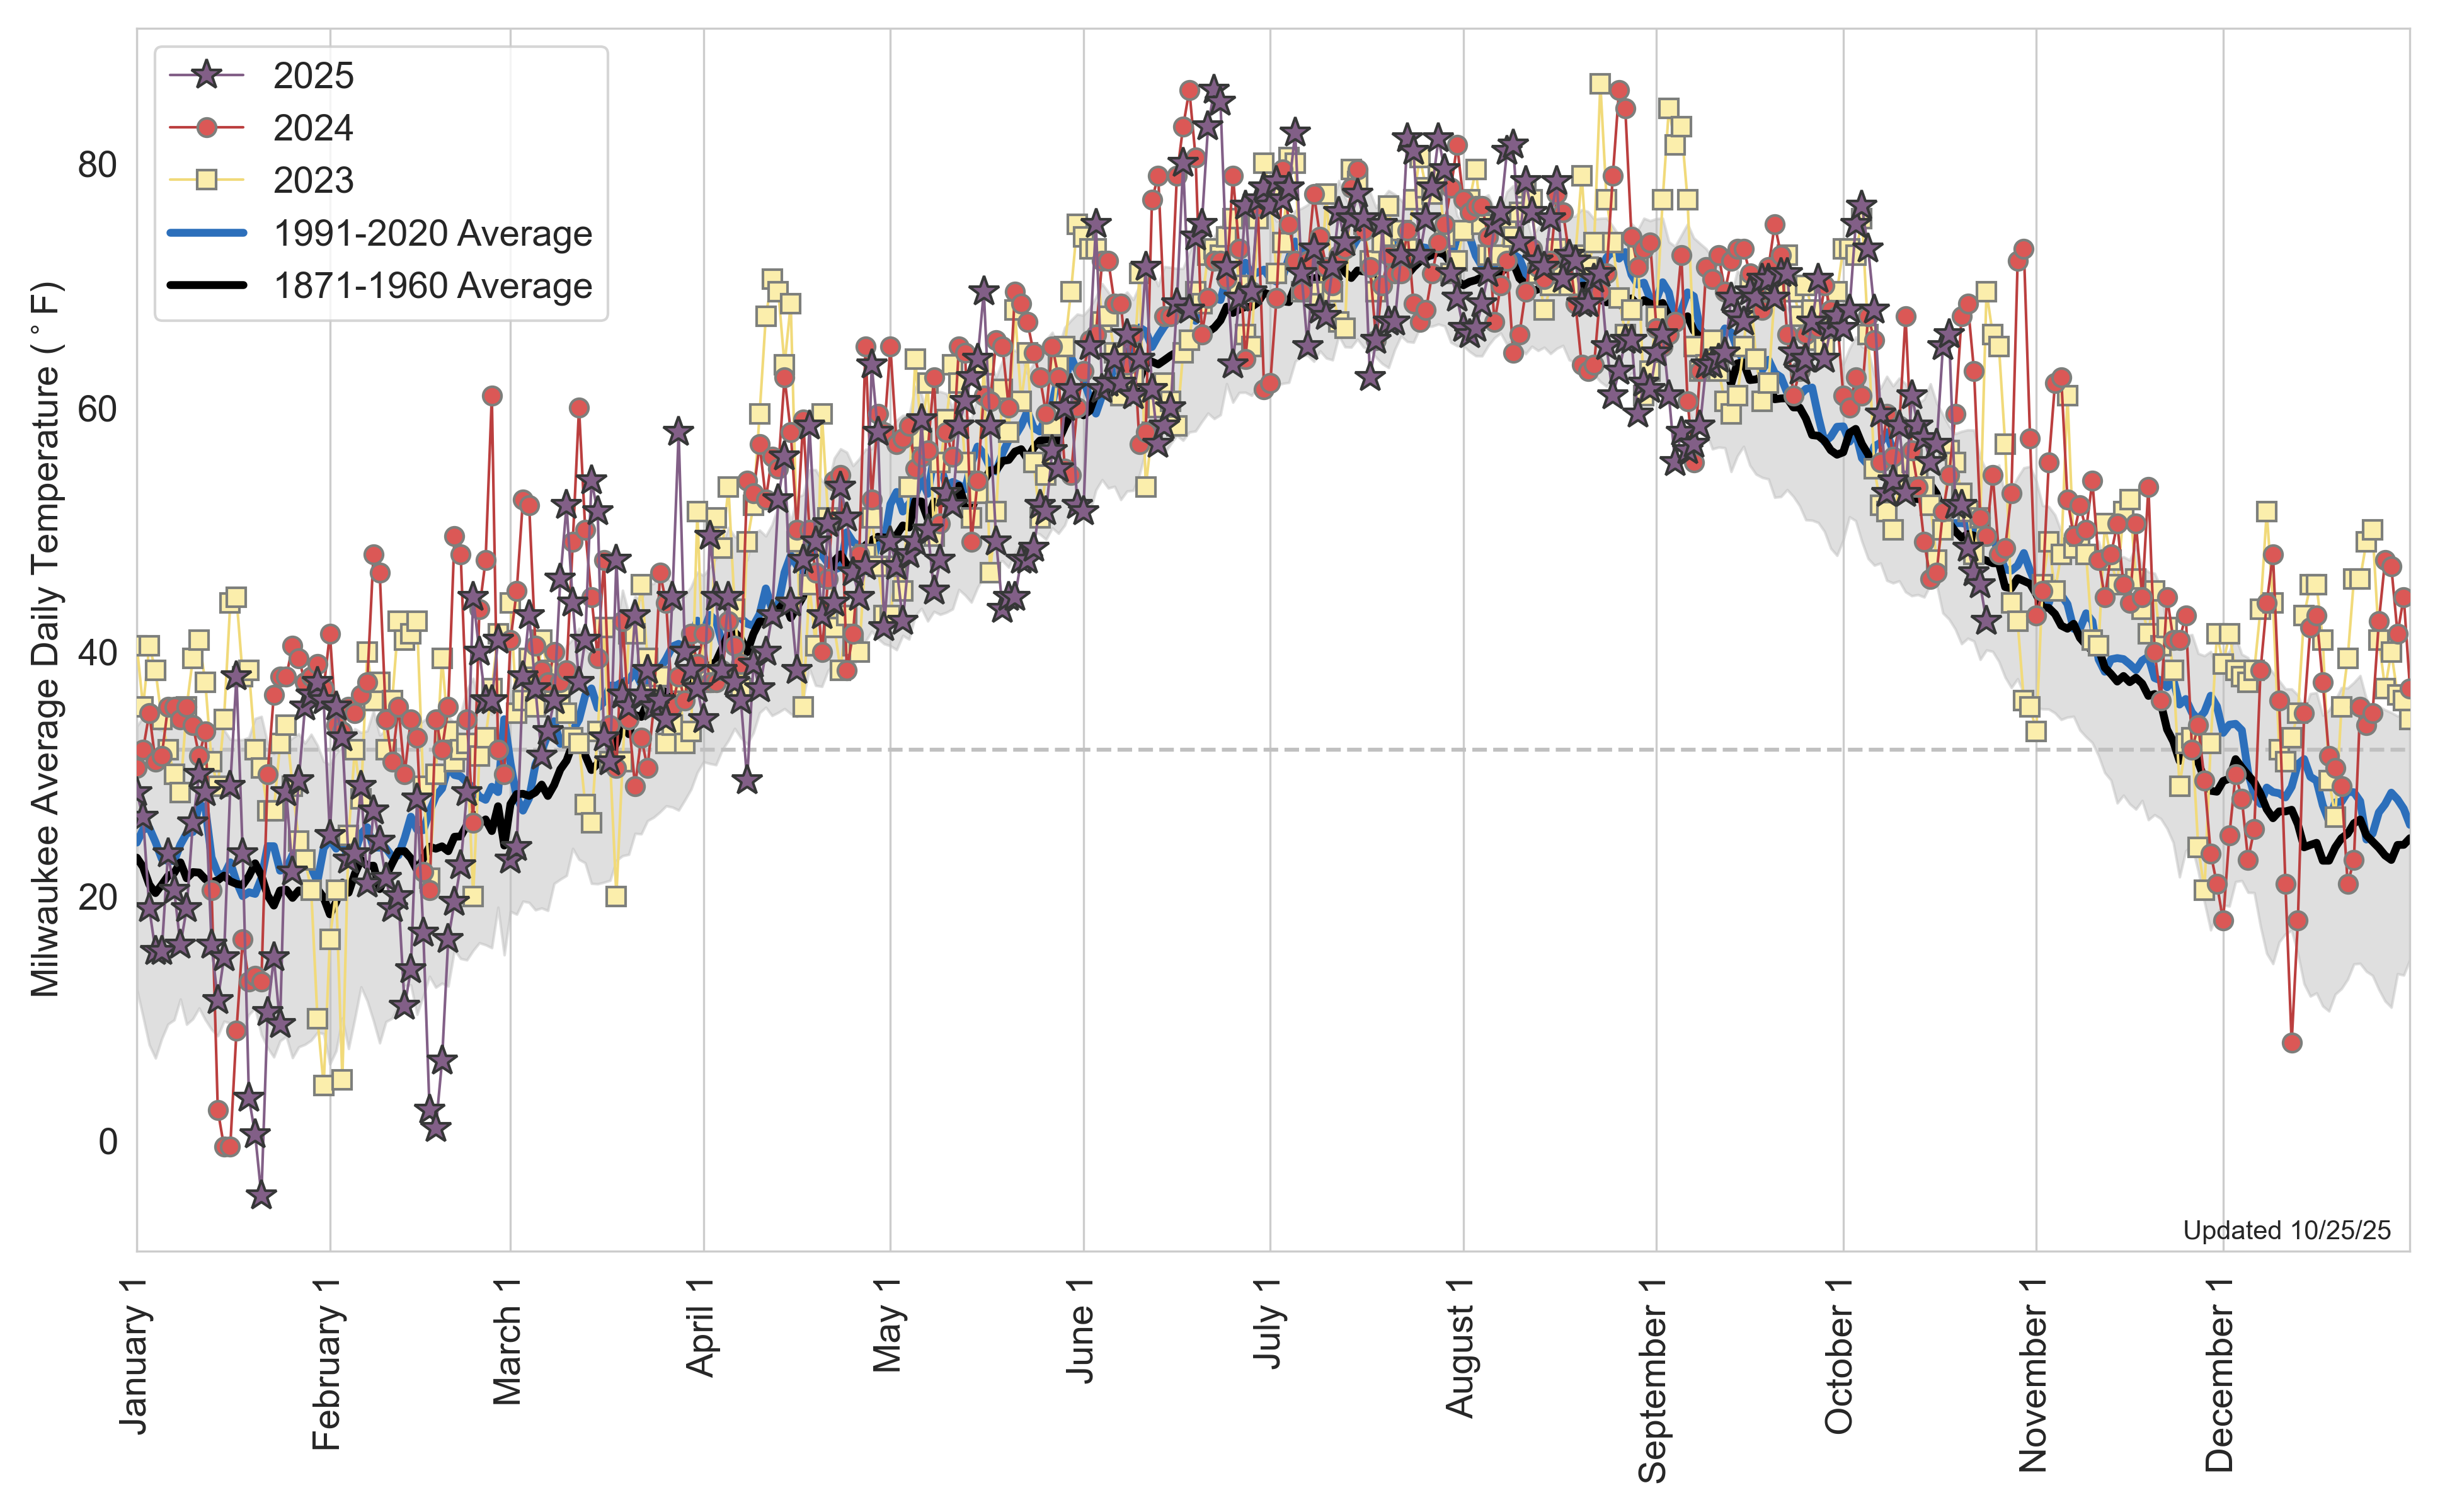 2025
2024
2023
1991-2020 Average
1871-1960 Average
Milwaukee Average Daily Temperature (°F)
80
60
40
20
0
Updated 10/25/25
January 1
February 1
March 1
April 1
May 1
June 1
July 1
August 1
September 1
October 1
November 1
December 1